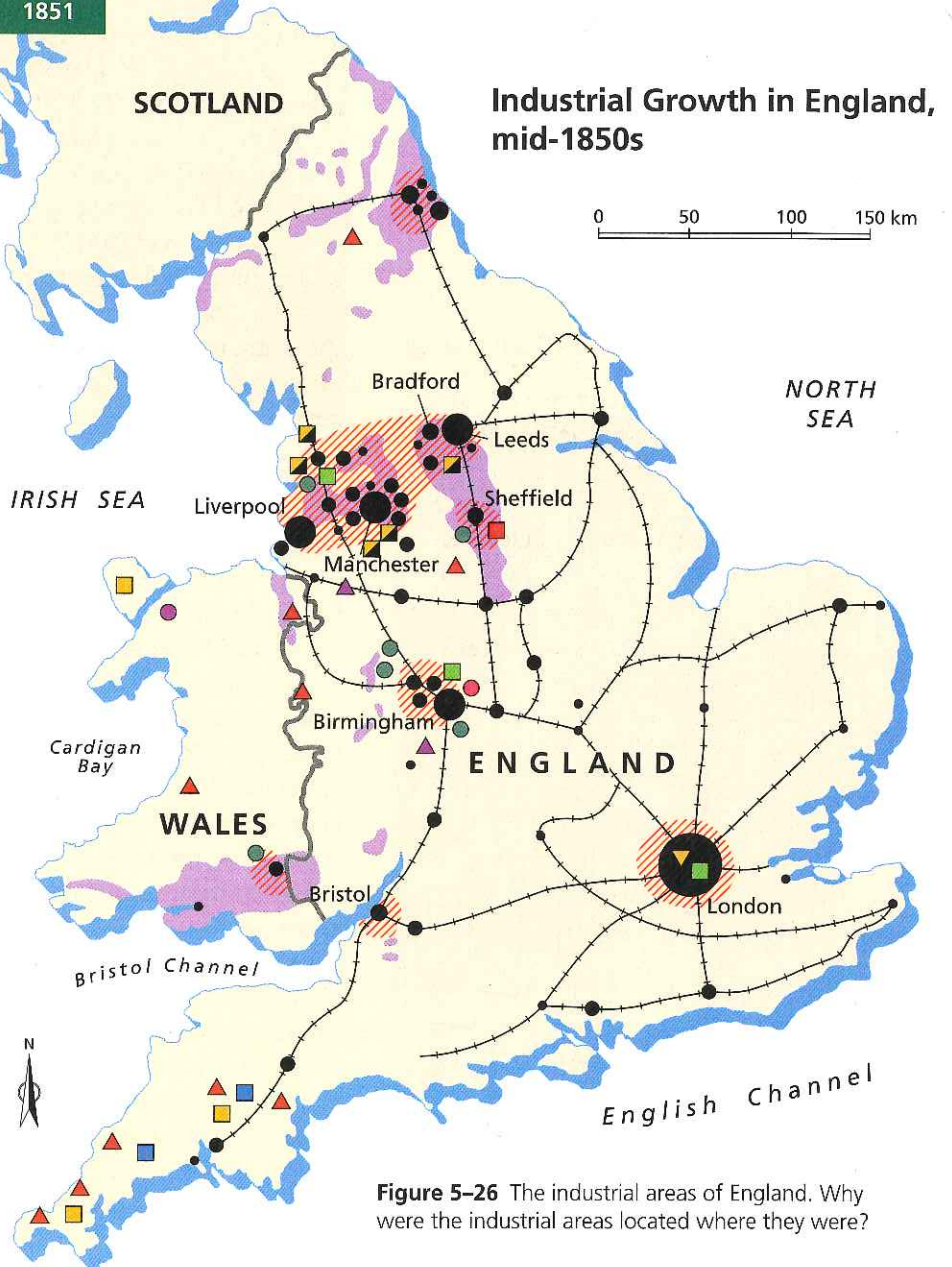 1851
Industrial Growth in England,
mid-1850s
SCOTLAND
0 50 100 150 km
NORTH
SEA
Bradford
Leeds
IRISH SEA
Liverpool
Sheffield
Manchester
Birmingham
Cardigan
Bay
ENGLAND
WALES
Bristol
London
Bristol Channel
N
English Channel
Figure 5–26 The industrial areas of England. Why
were the industrial areas located where they were?